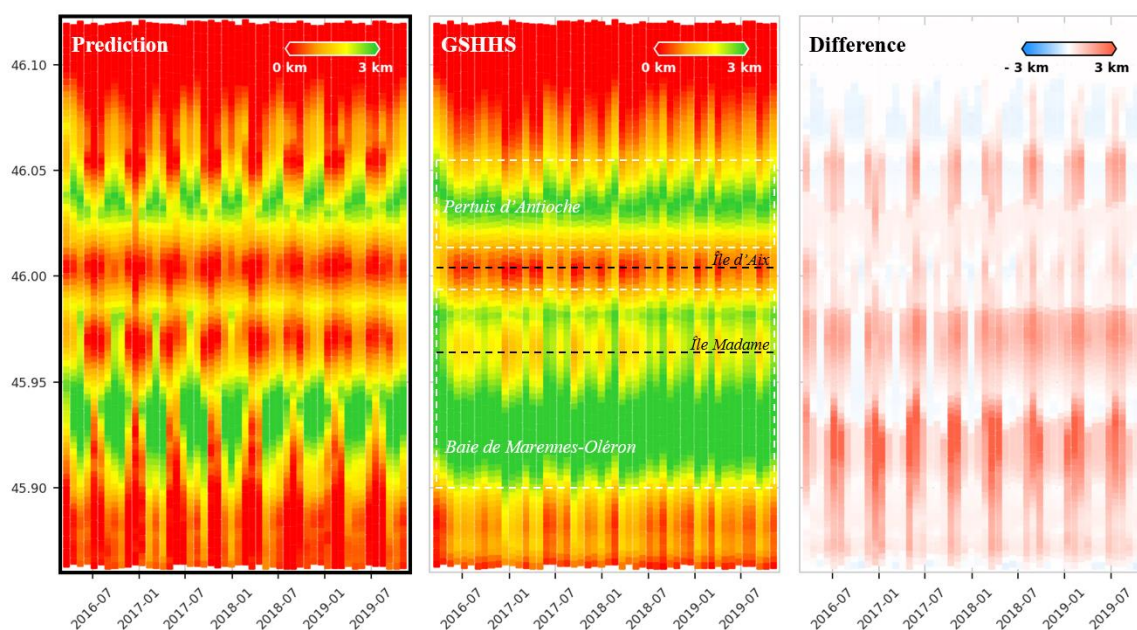 Prediction
0 km 3 km
GSHHS
0 km 3 km
Difference
- 3 km 3 km
46.10
46.05
46.00
45.95
45.90
Pertuis d'Antioche
Île d'Aix
Île Madame
Baie de Marennes-Oléron
2016-07 2017-01 2017-07 2018-01 2018-07 2019-01 2019-07
2016-07 2017-01 2017-07 2018-01 2018-07 2019-01 2019-07
2016-07 2017-01 2017-07 2018-01 2018-07 2019-01 2019-07